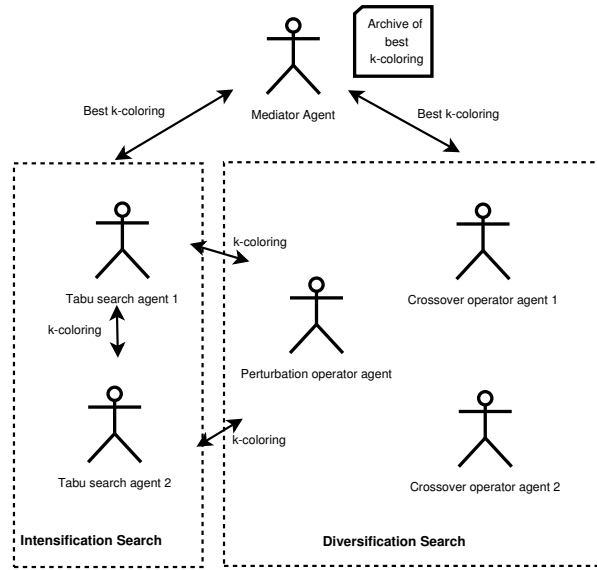 Archive of
best
k-coloring
Mediator Agent
Best k-coloring
Best k-coloring
k-coloring
Tabu search agent 1
Crossover operator agent 1
k-coloring
Perturbation operator agent
k-coloring
Tabu search agent 2
Crossover operator agent 2
Intensification Search
Diversification Search